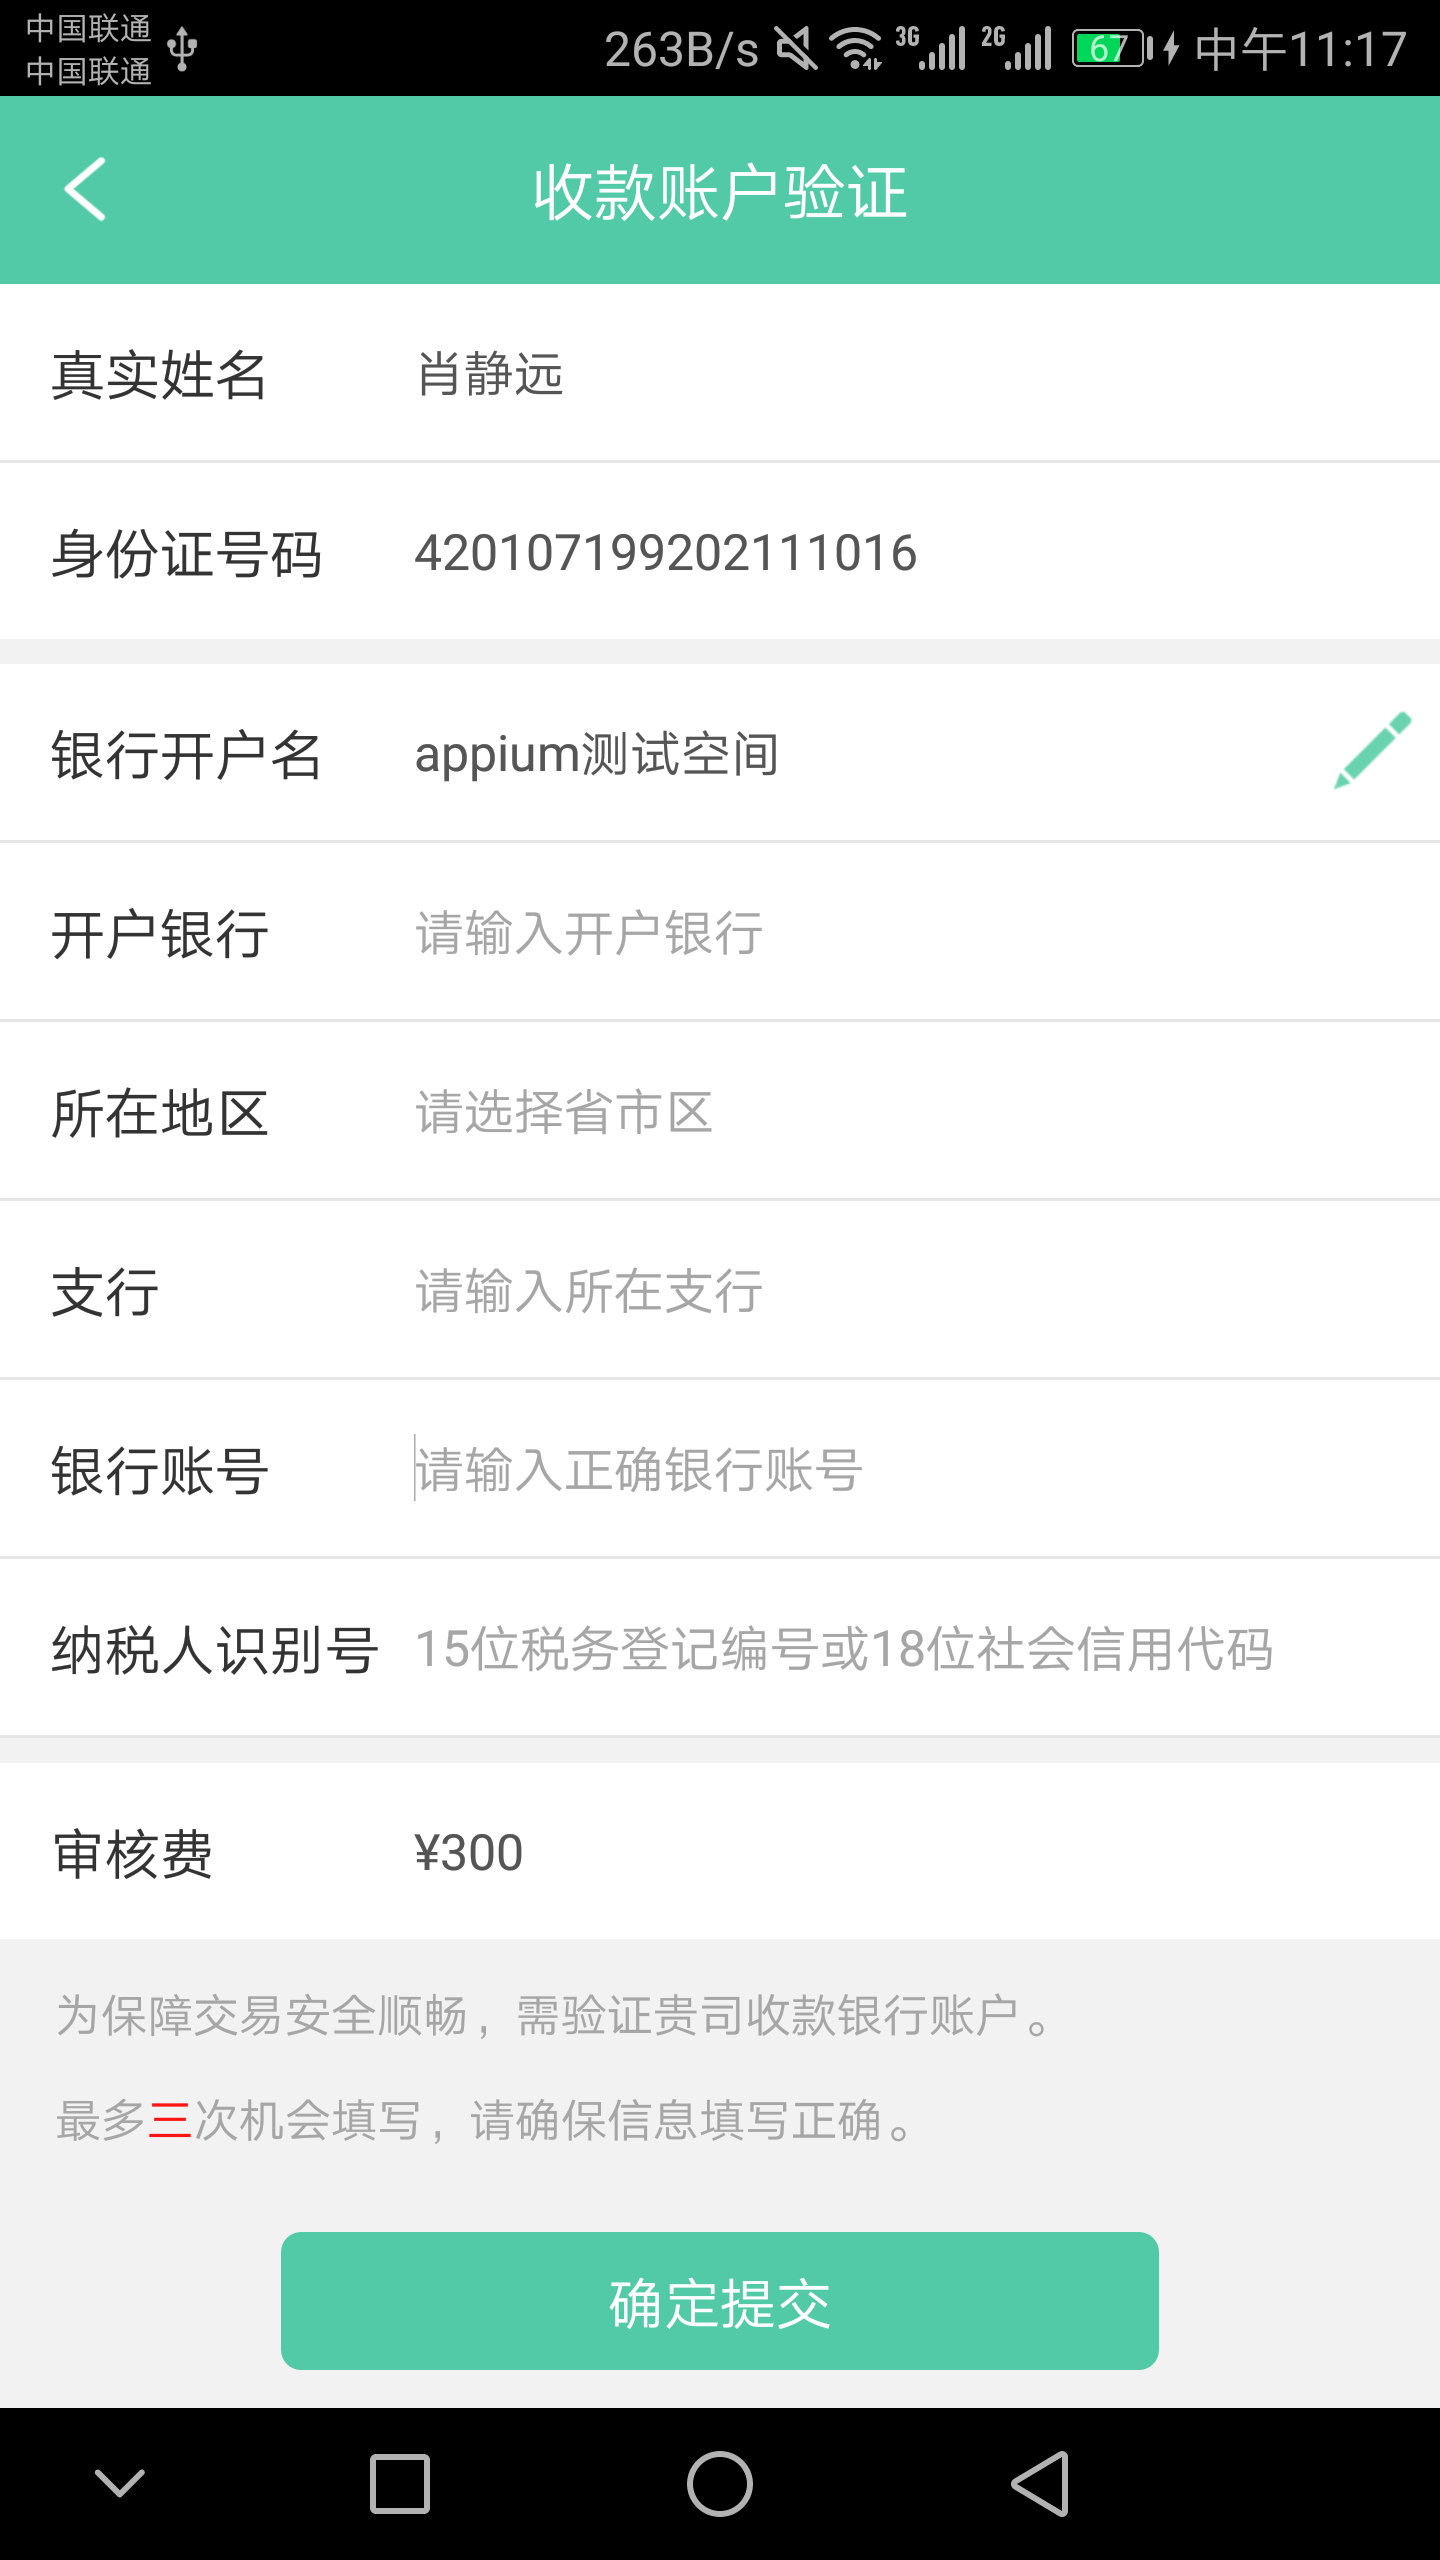 中国联通
中国联通
263B/s 3G 2G 67 中午11:17
收款账户验证
真实姓名 肖静远
身份证号码 420107199202111016
银行开户名 appium测试空间
开户银行 请输入开户银行
所在地区 请选择省市区
支行 请输入所在支行
银行账号 请输入正确银行账号
纳税人识别号 15位税务登记编号或18位社会信用代码
审核费 ¥300
为保障交易安全顺畅，需验证贵司收款银行账户。
最多三次机会填写，请确保信息填写正确。
确定提交